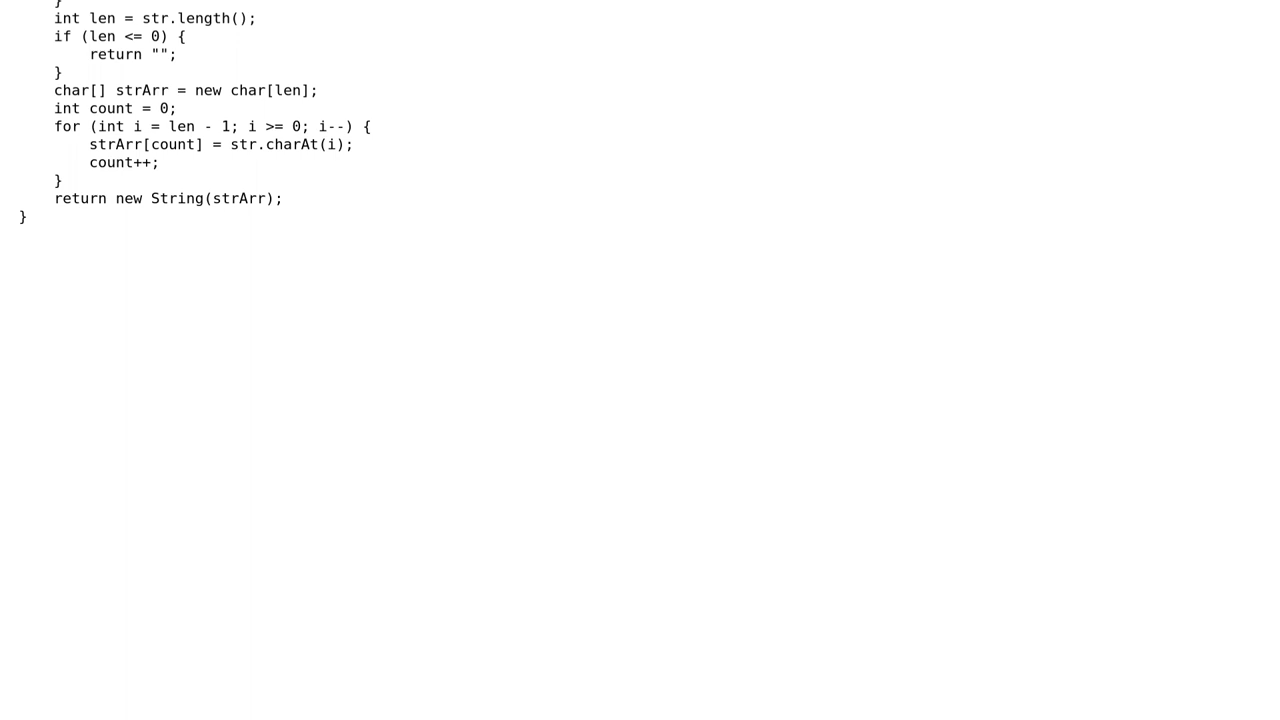 }
    int len = str.length();
    if (len <= 0) {
        return "";
    }
    char[] strArr = new char[len];
    int count = 0;
    for (int i = len - 1; i >= 0; i--) {
        strArr[count] = str.charAt(i);
        count++;
    }
    return new String(strArr);
}